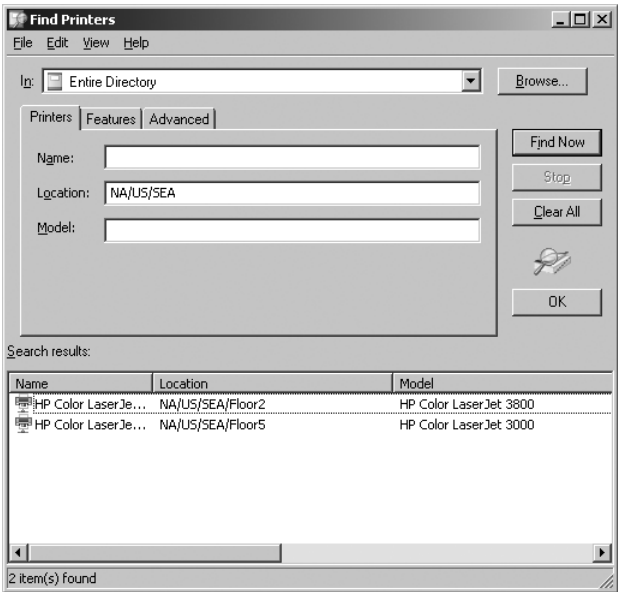 Find Printers
File Edit View Help
In: Entire Directory Browse...
Printers Features Advanced
Find Now
Name:
Stop
Location: NA/US/SEA
Clear All
Model:
OK
Search results:
Name Location Model
HP Color LaserJe... NA/US/SEA/Floor2 HP Color LaserJet 3800
HP Color LaserJe... NA/US/SEA/Floor5 HP Color LaserJet 3000
2 item(s) found